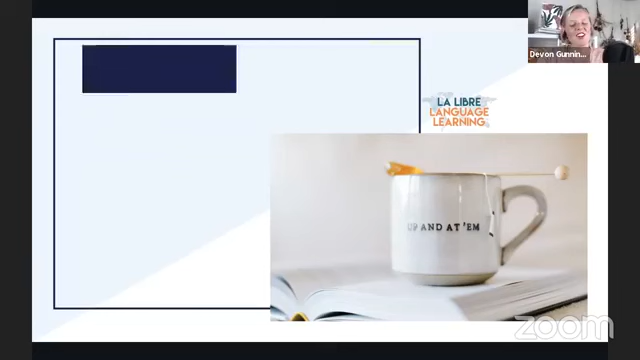 Devon Gunnin...
LA LIBRE
LANGUAGE
LEARNING
UP AND AT 'EM
zoom